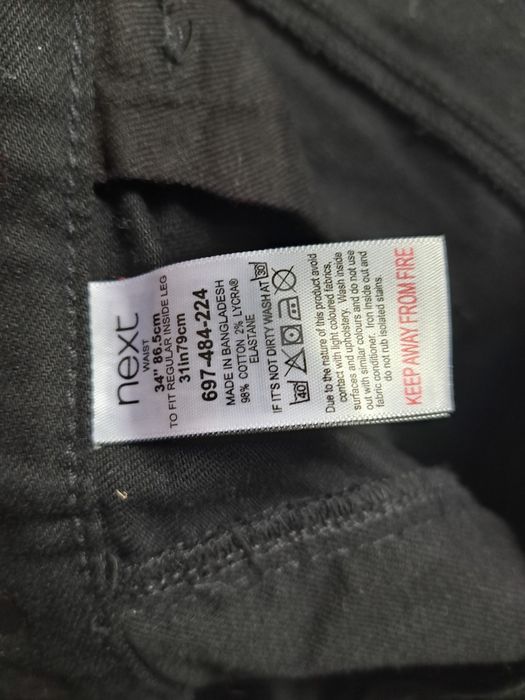 next
WAIST
34" 86.5cm
TO FIT REGULAR INSIDE LEG
31in79cm
697-484-224
MADE IN BANGLADESH
98% COTTON 2% LYCRA®
ELASTANE
IF IT'S NOT DIRTY WASH AT 30
40
Due to the nature of this product avoid
contact with light coloured fabrics,
surfaces and upholstery. Wash inside
out with similar colours and do not use
fabric conditioner. Iron inside out and
do not rub isolated stains.
KEEP AWAY FROM FIRE